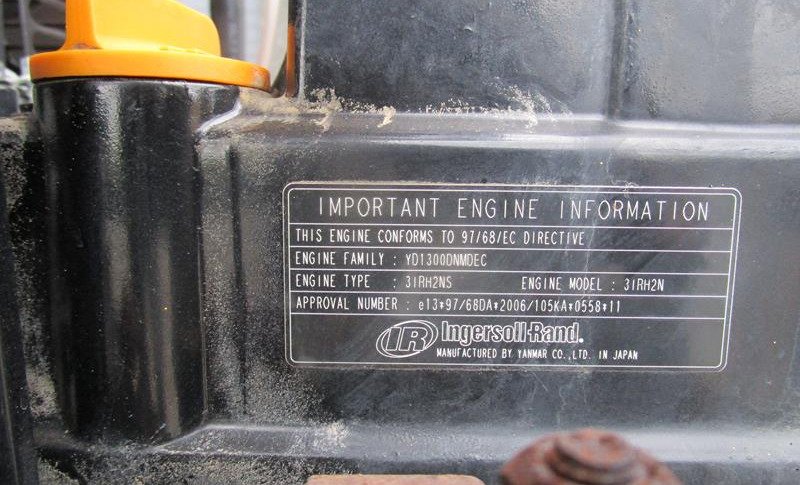 IMPORTANT ENGINE INFORMATION
THIS ENGINE CONFORMS TO 97/68/EC DIRECTIVE
ENGINE FAMILY : YD1300DNMDEC
ENGINE TYPE : 3IRH2NS ENGINE MODEL : 3IRH2N
APPROVAL NUMBER : e13*97/68DA*2006/105KA*0558*11
IR Ingersoll-Rand.
MANUFACTURED BY YANMAR CO.,LTD. IN JAPAN